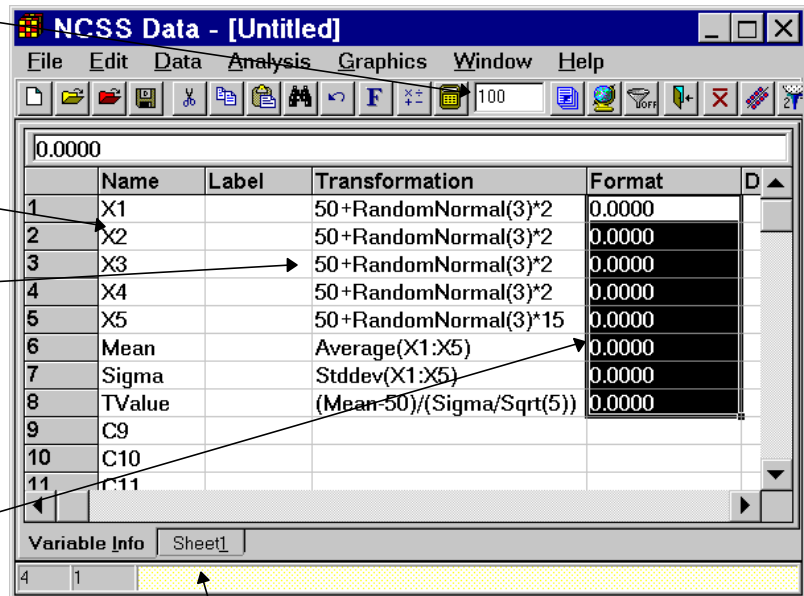 NCSS Data - [Untitled]
File Edit Data Analysis Graphics Window Help
F 100 OFF
0.0000
Name Label Transformation Format D
1 X1 50+RandomNormal(3)*2 0.0000
2 X2 50+RandomNormal(3)*2 0.0000
3 X3 50+RandomNormal(3)*2 0.0000
4 X4 50+RandomNormal(3)*2 0.0000
5 X5 50+RandomNormal(3)*15 0.0000
6 Mean Average(X1:X5) 0.0000
7 Sigma Stddev(X1:X5) 0.0000
8 TValue (Mean-50)/(Sigma/Sqrt(5)) 0.0000
9 C9
10 C10
11 C11
Variable Info Sheet1
4 1